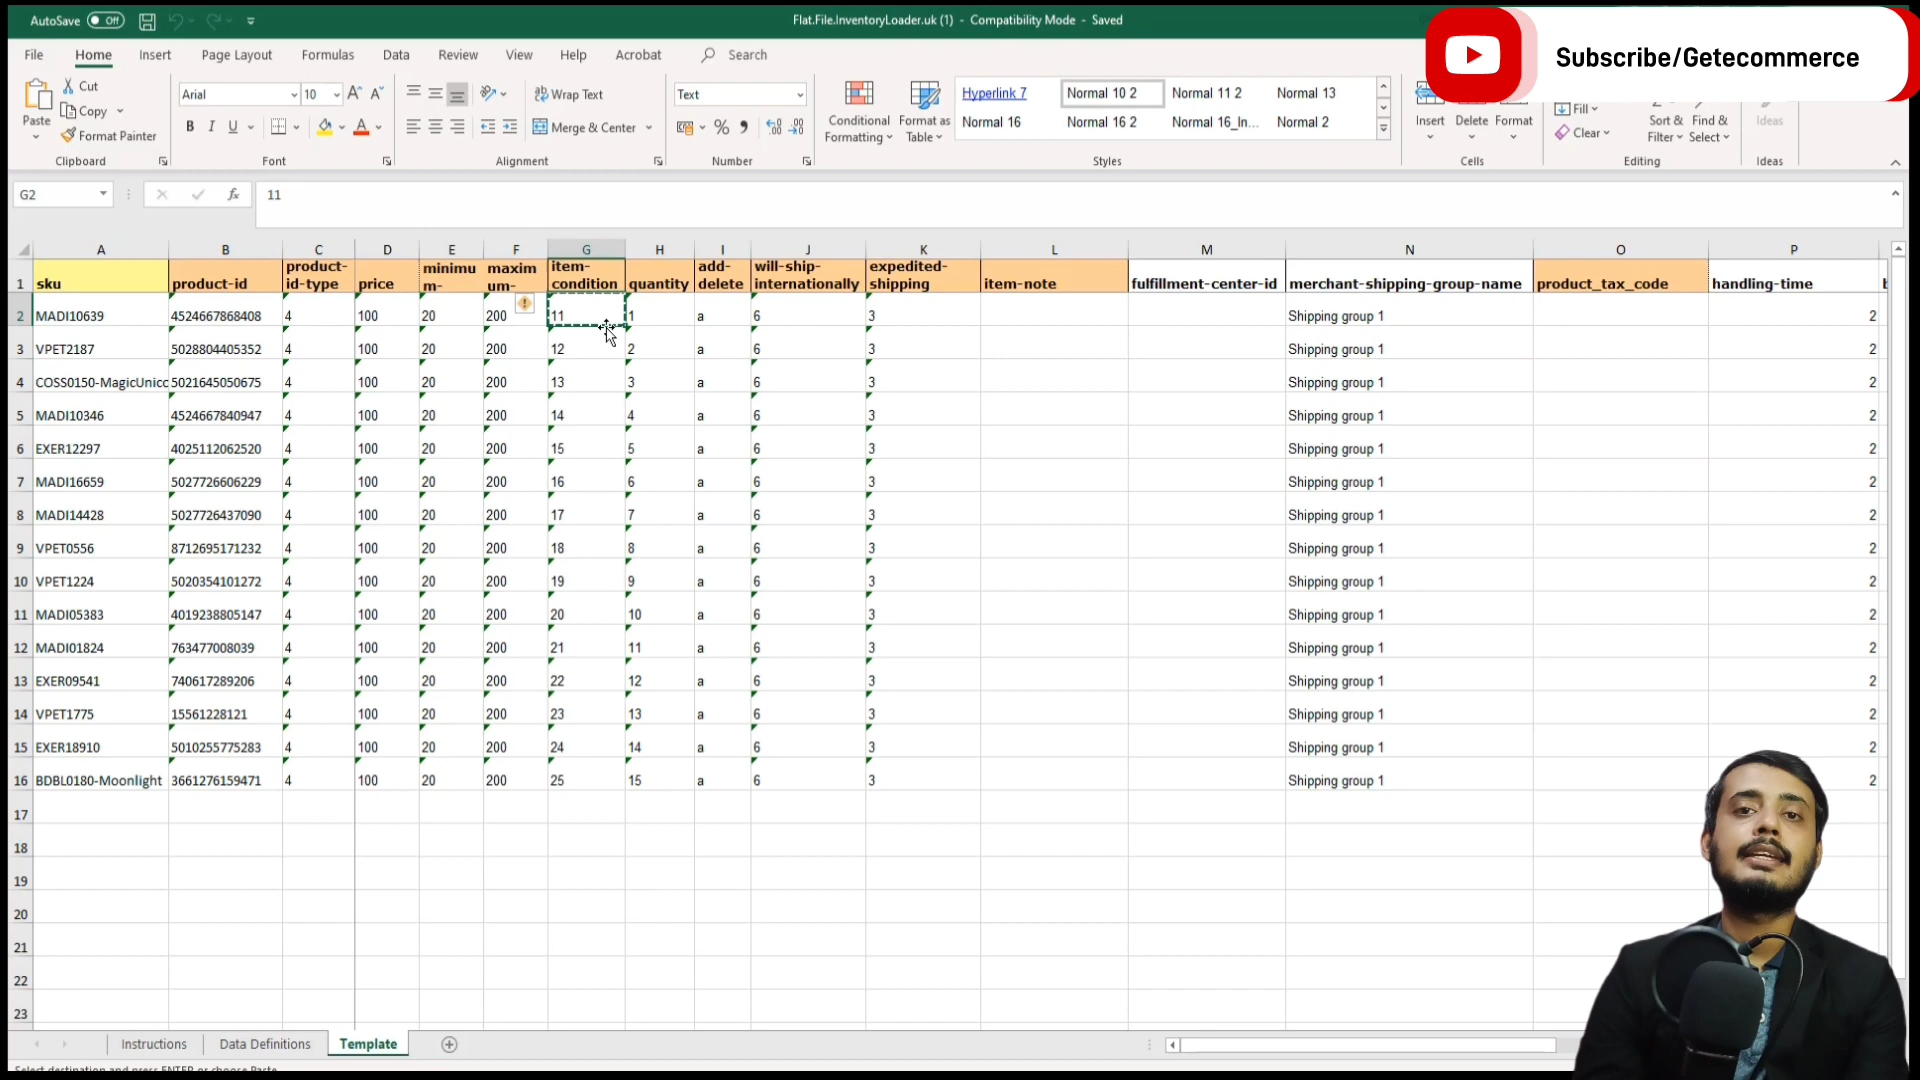 AutoSave Off Flat.File.InventoryLoader.uk (1) - Compatibility Mode - Saved
Subscribe/Getecommerce
File Home Insert Page Layout Formulas Data Review View Help Acrobat Search
Paste Cut Copy Format Painter
Arial 10 B I U
Wrap Text Merge & Center
Text
Conditional Formatting Format as Table
Hyperlink 7 Normal 10 2 Normal 11 2 Normal 13
Normal 16 Normal 16 2 Normal 16_In... Normal 2
Insert Delete Format
Fill Clear Sort & Filter Find & Select Ideas
Clipboard Font Alignment Number Styles Cells Editing Ideas
G2 fx 11
A B C D E F G H I J K L M N O P
1 sku product-id product-id-type price minimum- maximum- item-condition quantity add-delete will-ship-internationally expedited-shipping item-note fulfillment-center-id merchant-shipping-group-name product_tax_code handling-time
2 MADI10639 4524667868408 4 100 20 200 11 1 a 6 3 Shipping group 1 2
3 VPET2187 5028804405352 4 100 20 200 12 2 a 6 3 Shipping group 1 2
4 COSS0150-MagicUnicc 5021645050675 4 100 20 200 13 3 a 6 3 Shipping group 1 2
5 MADI10346 4524667840947 4 100 20 200 14 4 a 6 3 Shipping group 1 2
6 EXER12297 4025112062520 4 100 20 200 15 5 a 6 3 Shipping group 1 2
7 MADI16659 5027726606229 4 100 20 200 16 6 a 6 3 Shipping group 1 2
8 MADI14428 5027726437090 4 100 20 200 17 7 a 6 3 Shipping group 1 2
9 VPET0556 8712695171232 4 100 20 200 18 8 a 6 3 Shipping group 1 2
10 VPET1224 5020354101272 4 100 20 200 19 9 a 6 3 Shipping group 1 2
11 MADI05383 4019238805147 4 100 20 200 20 10 a 6 3 Shipping group 1 2
12 MADI01824 763477008039 4 100 20 200 21 11 a 6 3 Shipping group 1 2
13 EXER09541 740617289206 4 100 20 200 22 12 a 6 3 Shipping group 1 2
14 VPET1775 15561228121 4 100 20 200 23 13 a 6 3 Shipping group 1 2
15 EXER18910 5010255775283 4 100 20 200 24 14 a 6 3 Shipping group 1 2
16 BDBL0180-Moonlight 3661276159471 4 100 20 200 25 15 a 6 3 Shipping group 1 2
17
18
19
20
21
22
23
Instructions Data Definitions Template
Select destination and press ENTER or choose Paste